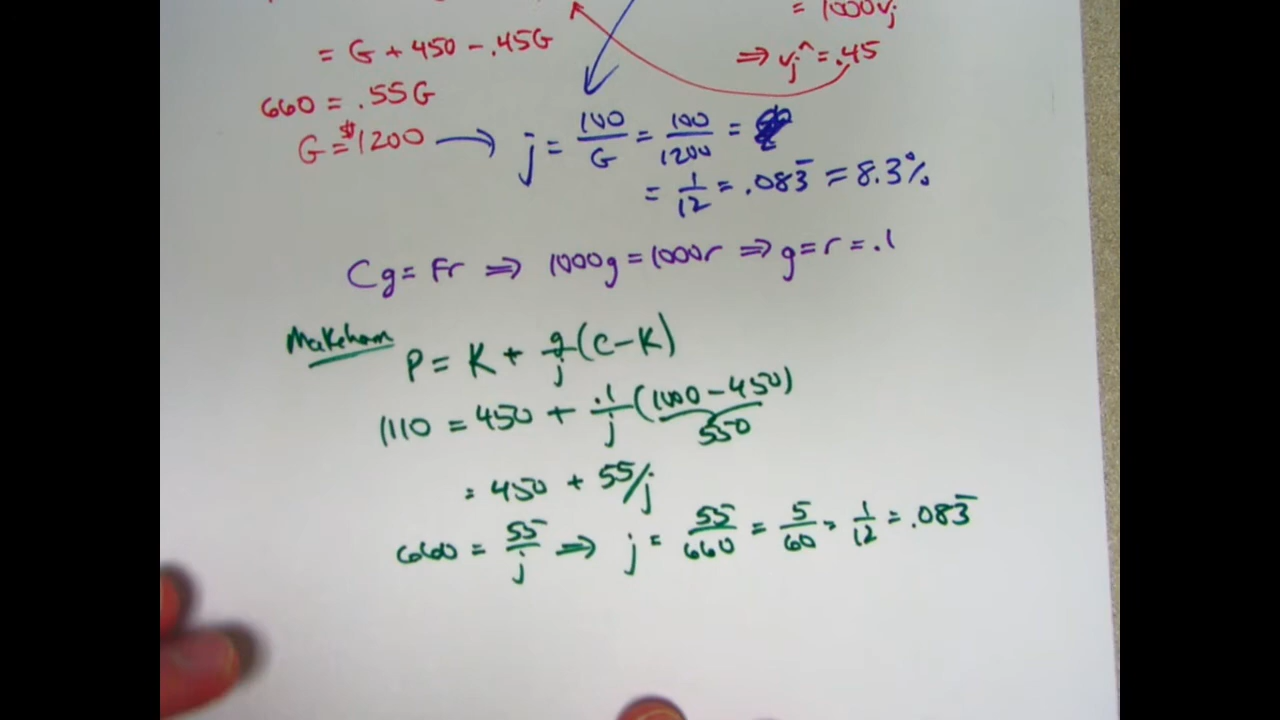 = 1000vj
= G + 450 - .45G
⇒ vj^n = .45
660 = .55G
G = $1200 → j = 100/G = 100/1200 =
= 1/12 = .083̅ = 8.3%
Cg = Fr ⇒ 1000g = 1000r ⇒ g = r = .1
Makeham
P = K + g/j (C - K)
1110 = 450 + .1/j (1000 - 450)
550
= 450 + 55/j
660 = 55/j ⇒ j = 55/660 = 5/60 = 1/12 = .083̅